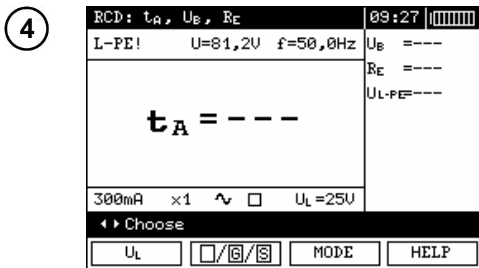 4
RCD: tA, UB, RE 09:27
L-PE! U=81,2V f=50,0Hz
UB =---
RE =---
UL-PE=---
tA = ---
300mA x1 ∿ □ UL=25V
◂▸ Choose
UL □/G/S MODE HELP